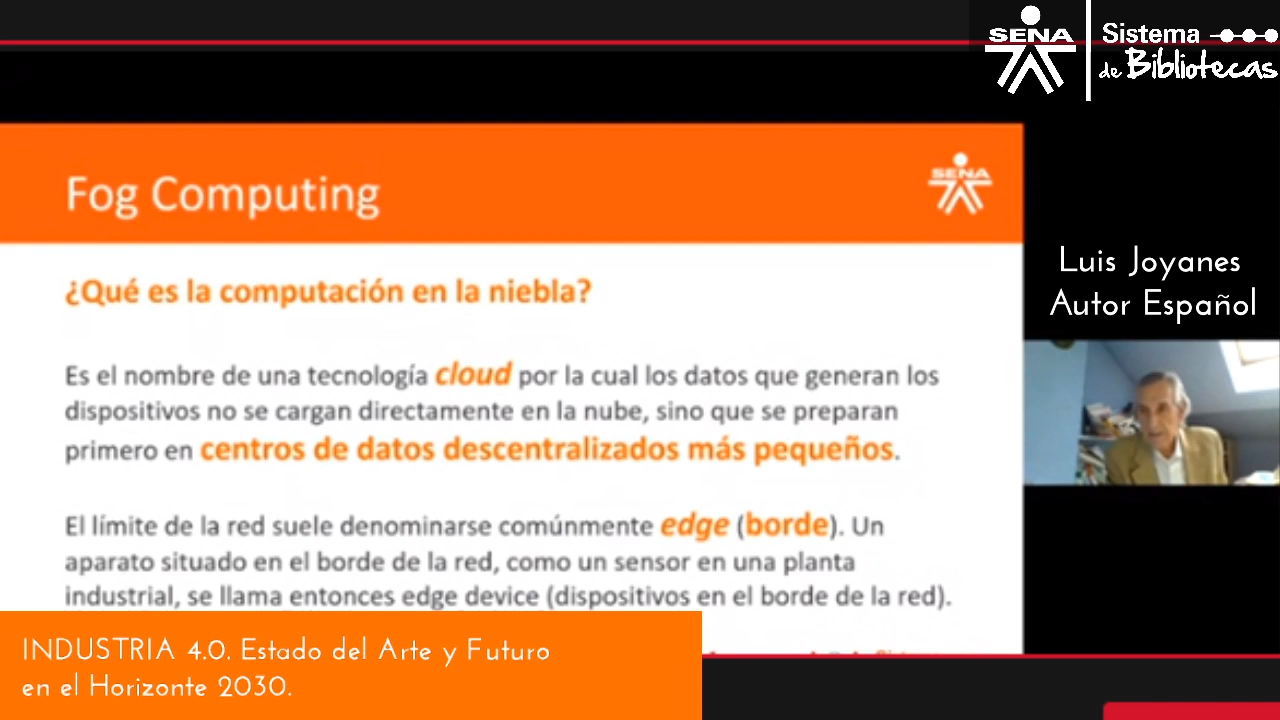 SENA
Sistema
de Bibliotecas
Fog Computing
SENA
¿Qué es la computación en la niebla?
Es el nombre de una tecnología cloud por la cual los datos que generan los
dispositivos no se cargan directamente en la nube, sino que se preparan
primero en centros de datos descentralizados más pequeños.
El límite de la red suele denominarse comúnmente edge (borde). Un
aparato situado en el borde de la red, como un sensor en una planta
industrial, se llama entonces edge device (dispositivos en el borde de la red).
Luis Joyanes
Autor Español
INDUSTRIA 4.0. Estado del Arte y Futuro
en el Horizonte 2030.